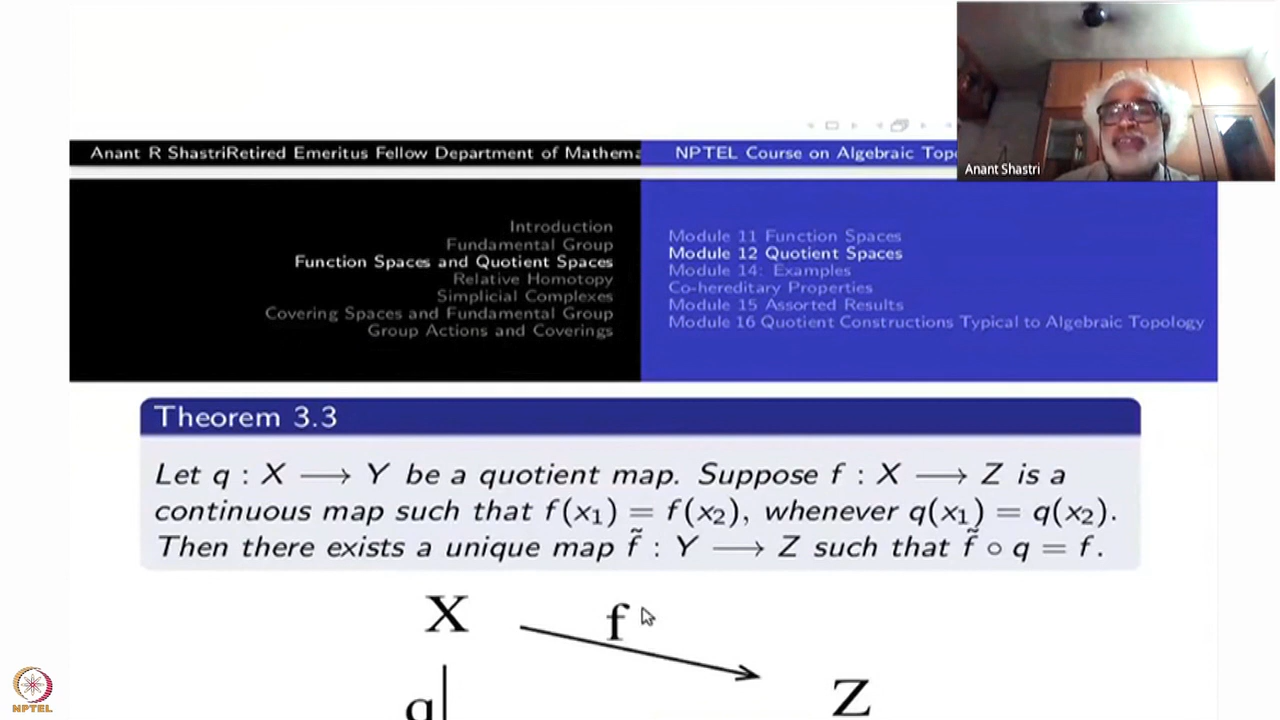 Anant R ShastriRetired Emeritus Fellow Department of Mathema
NPTEL Course on Algebraic Topo
Anant Shastri
Introduction
Fundamental Group
Function Spaces and Quotient Spaces
Relative Homotopy
Simplicial Complexes
Covering Spaces and Fundamental Group
Group Actions and Coverings
Module 11 Function Spaces
Module 12 Quotient Spaces
Module 14: Examples
Co-hereditary Properties
Module 15 Assorted Results
Module 16 Quotient Constructions Typical to Algebraic Topology
Theorem 3.3
Let q : X ⟶ Y be a quotient map. Suppose f : X ⟶ Z is a
continuous map such that f(x₁) = f(x₂), whenever q(x₁) = q(x₂).
Then there exists a unique map f̃ : Y ⟶ Z such that f̃ ∘ q = f.
X
f
q
Z
NPTEL